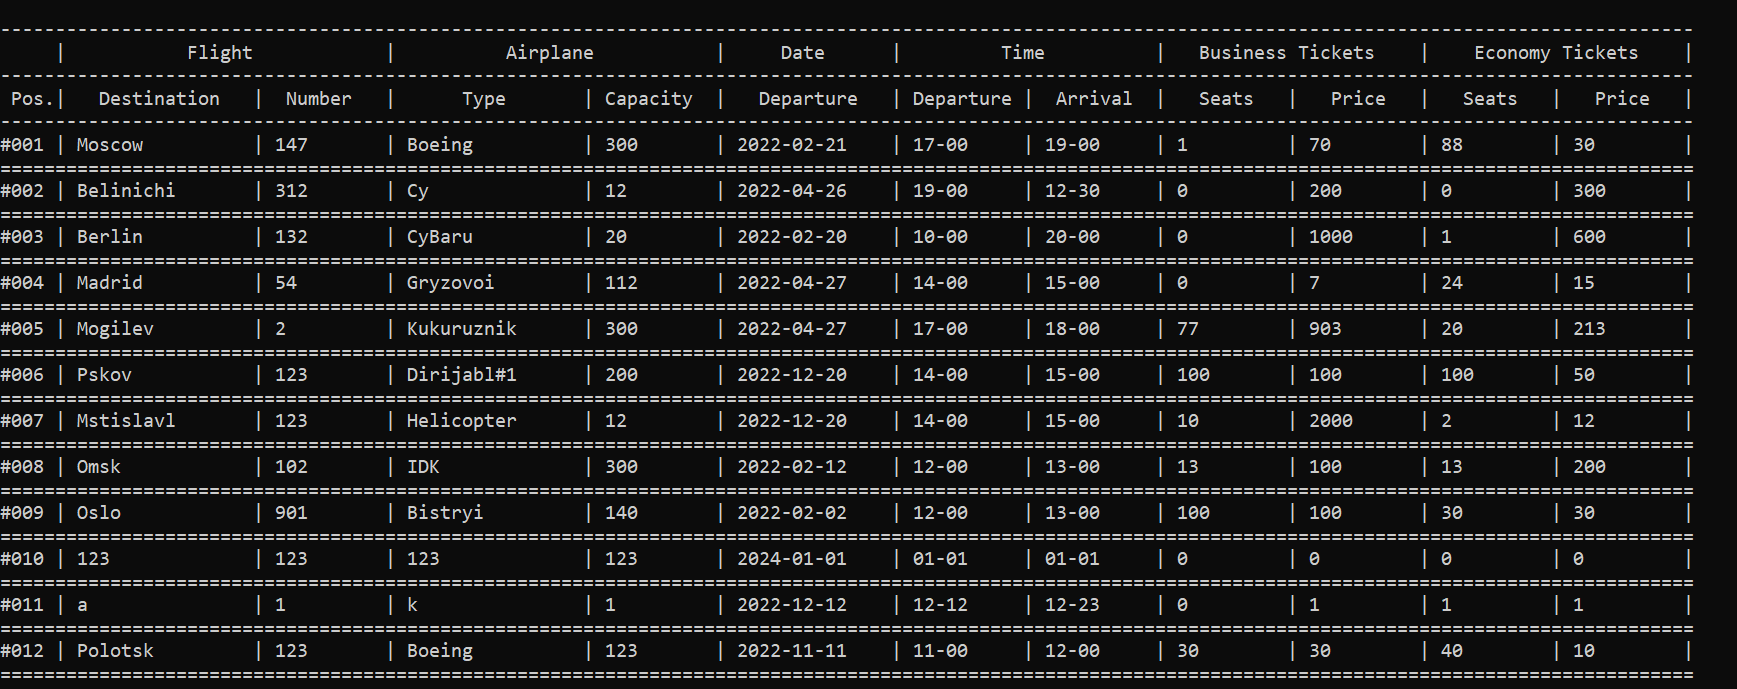 | Flight | Airplane | Date | Time | Business Tickets | Economy Tickets |
Pos.| Destination | Number | Type | Capacity | Departure | Departure | Arrival | Seats | Price | Seats | Price |
#001 | Moscow | 147 | Boeing | 300 | 2022-02-21 | 17-00 | 19-00 | 1 | 70 | 88 | 30 |
#002 | Belinichi | 312 | Cy | 12 | 2022-04-26 | 19-00 | 12-30 | 0 | 200 | 0 | 300 |
#003 | Berlin | 132 | CyBaru | 20 | 2022-02-20 | 10-00 | 20-00 | 0 | 1000 | 1 | 600 |
#004 | Madrid | 54 | Gryzovoi | 112 | 2022-04-27 | 14-00 | 15-00 | 0 | 7 | 24 | 15 |
#005 | Mogilev | 2 | Kukuruznik | 300 | 2022-04-27 | 17-00 | 18-00 | 77 | 903 | 20 | 213 |
#006 | Pskov | 123 | Dirijabl#1 | 200 | 2022-12-20 | 14-00 | 15-00 | 100 | 100 | 100 | 50 |
#007 | Mstislavl | 123 | Helicopter | 12 | 2022-12-20 | 14-00 | 15-00 | 10 | 2000 | 2 | 12 |
#008 | Omsk | 102 | IDK | 300 | 2022-02-12 | 12-00 | 13-00 | 13 | 100 | 13 | 200 |
#009 | Oslo | 901 | Bistryi | 140 | 2022-02-02 | 12-00 | 13-00 | 100 | 100 | 30 | 30 |
#010 | 123 | 123 | 123 | 123 | 2024-01-01 | 01-01 | 01-01 | 0 | 0 | 0 | 0 |
#011 | a | 1 | k | 1 | 2022-12-12 | 12-12 | 12-23 | 0 | 1 | 1 | 1 |
#012 | Polotsk | 123 | Boeing | 123 | 2022-11-11 | 11-00 | 12-00 | 30 | 30 | 40 | 10 |